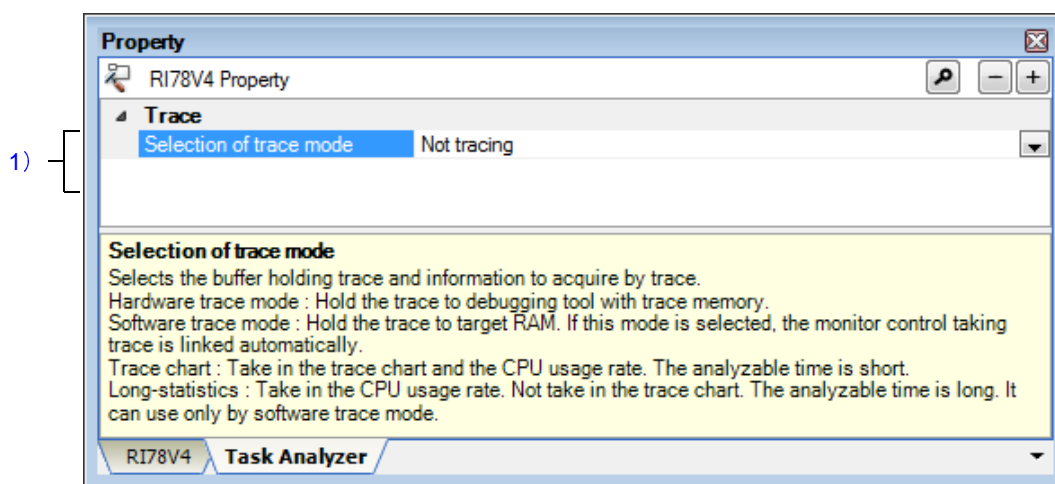 Property
RI78V4 Property
Trace
Selection of trace mode Not tracing
1)
Selection of trace mode
Selects the buffer holding trace and information to acquire by trace.
Hardware trace mode : Hold the trace to debugging tool with trace memory.
Software trace mode : Hold the trace to target RAM. If this mode is selected, the monitor control taking
trace is linked automatically.
Trace chart : Take in the trace chart and the CPU usage rate. The analyzable time is short.
Long-statistics : Take in the CPU usage rate. Not take in the trace chart. The analyzable time is long. It
can use only by software trace mode.
RI78V4 Task Analyzer